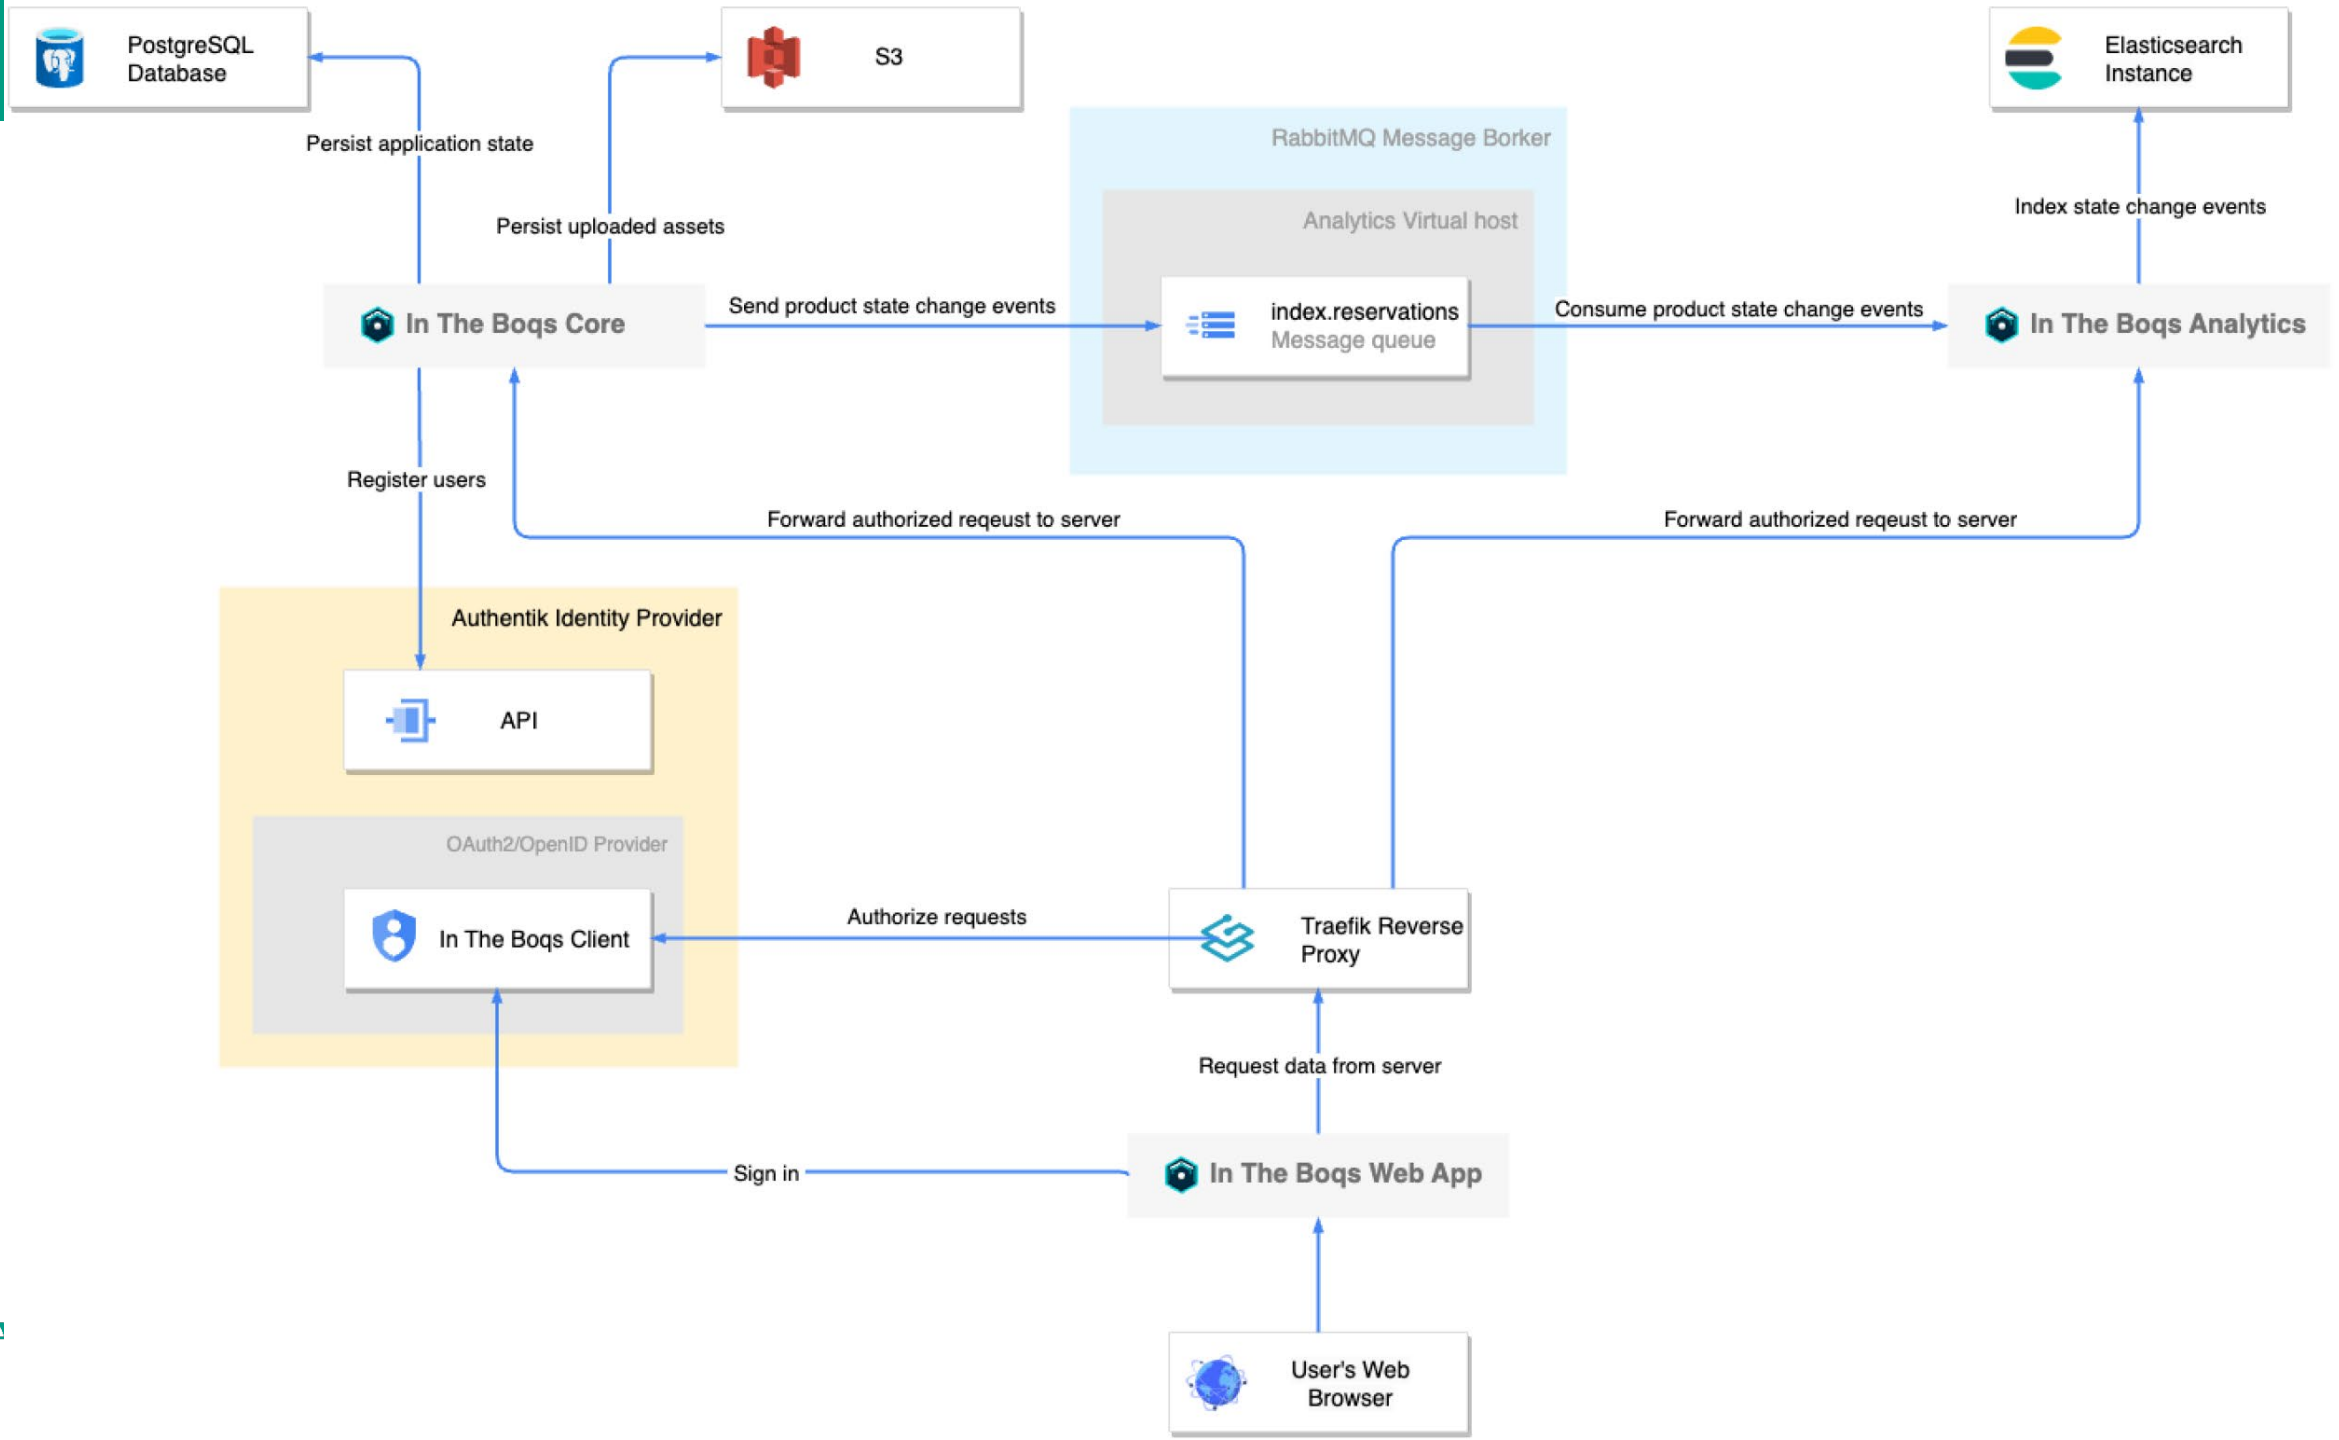 PostgreSQL
Database
S3
Elasticsearch
Instance
Persist application state
RabbitMQ Message Borker
Analytics Virtual host
Index state change events
Persist uploaded assets
In The Boqs Core
Send product state change events
index.reservations
Message queue
Consume product state change events
In The Boqs Analytics
Register users
Forward authorized reqeust to server
Forward authorized reqeust to server
Authentik Identity Provider
API
OAuth2/OpenID Provider
In The Boqs Client
Authorize requests
Traefik Reverse
Proxy
Request data from server
Sign in
In The Boqs Web App
User's Web
Browser